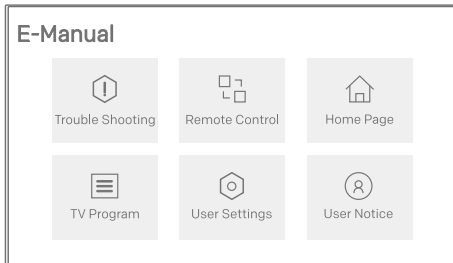 E-Manual
Trouble Shooting
Remote Control
Home Page
TV Program
User Settings
User Notice